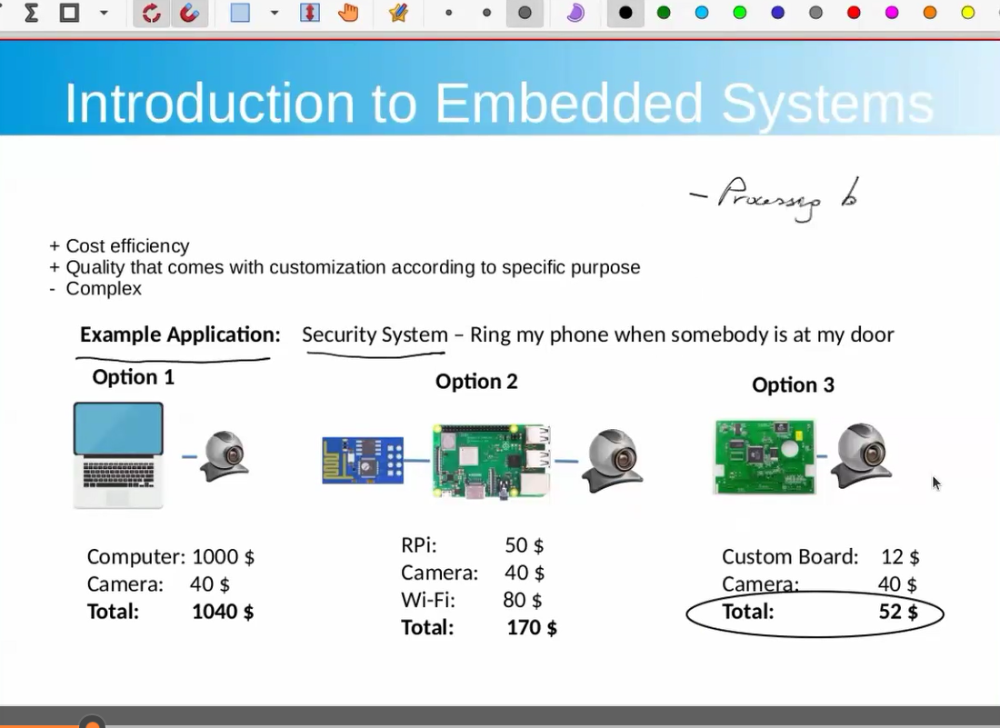 Introduction to Embedded Systems
- Processing b
+ Cost efficiency
+ Quality that comes with customization according to specific purpose
- Complex
Example Application: Security System – Ring my phone when somebody is at my door
Option 1
Computer: 1000 $
Camera: 40 $
Total: 1040 $
Option 2
RPi: 50 $
Camera: 40 $
Wi-Fi: 80 $
Total: 170 $
Option 3
Custom Board: 12 $
Camera: 40 $
Total: 52 $